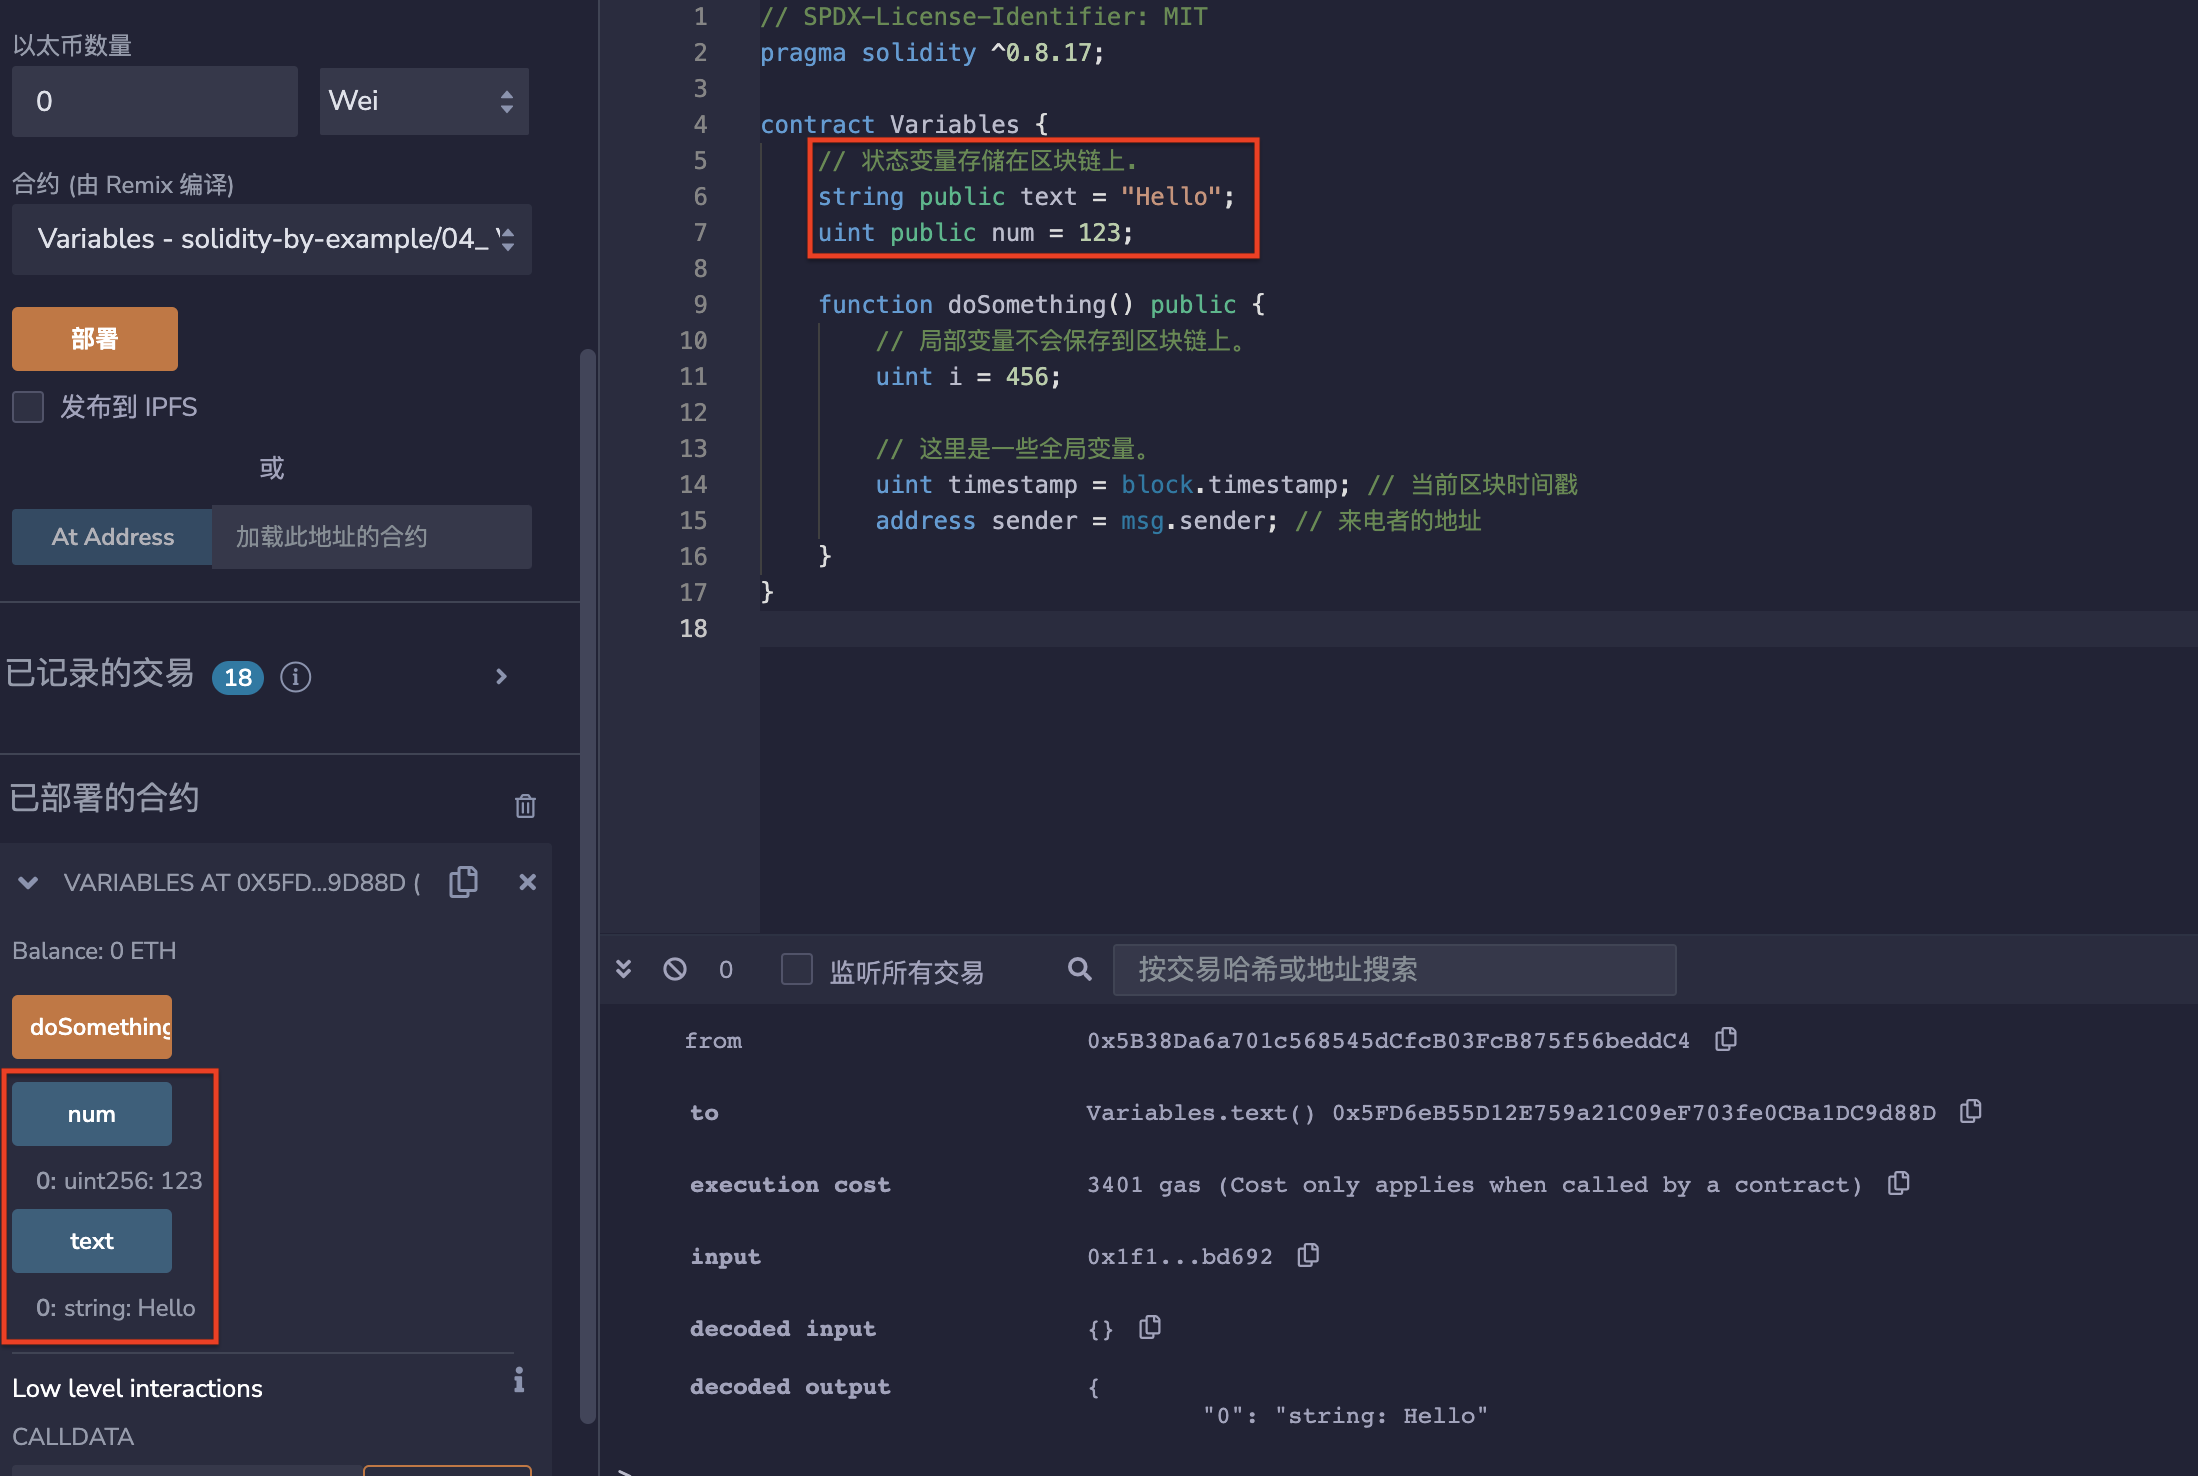 以太币数量
0
Wei
合约 (由 Remix 编译)
Variables - solidity-by-example/04_
部署
发布到 IPFS
或
At Address
加载此地址的合约
已记录的交易 18
已部署的合约
VARIABLES AT 0X5FD...9D88D (
Balance: 0 ETH
doSomething
num
0: uint256: 123
text
0: string: Hello
Low level interactions
CALLDATA
1 // SPDX-License-Identifier: MIT
2 pragma solidity ^0.8.17;
3
4 contract Variables {
5 // 状态变量存储在区块链上.
6 string public text = "Hello";
7 uint public num = 123;
8
9 function doSomething() public {
10 // 局部变量不会保存到区块链上。
11 uint i = 456;
12
13 // 这里是一些全局变量。
14 uint timestamp = block.timestamp; // 当前区块时间戳
15 address sender = msg.sender; // 来电者的地址
16 }
17 }
18
0
监听所有交易
按交易哈希或地址搜索
from 0x5B38Da6a701c568545dCfcB03FcB875f56beddC4
to Variables.text() 0x5FD6eB55D12E759a21C09eF703fe0CBa1DC9d88D
execution cost 3401 gas (Cost only applies when called by a contract)
input 0x1f1...bd692
decoded input {}
decoded output {
"0": "string: Hello"
>